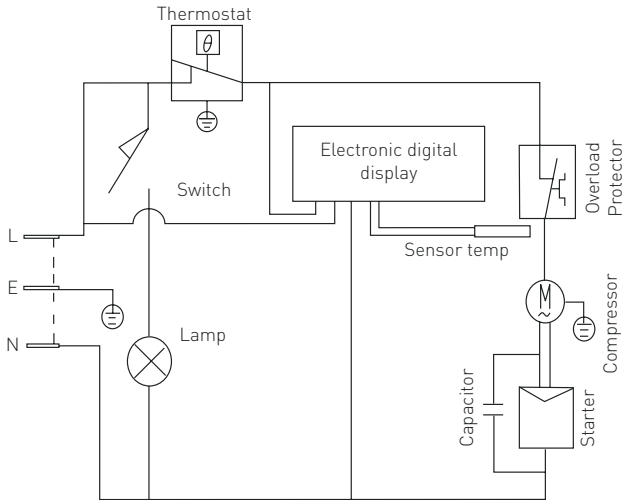 Thermostat
θ
Electronic digital
display
Overload
Protector
Switch
L
Sensor temp
E
M
~
Compressor
N
Lamp
Capacitor
Starter